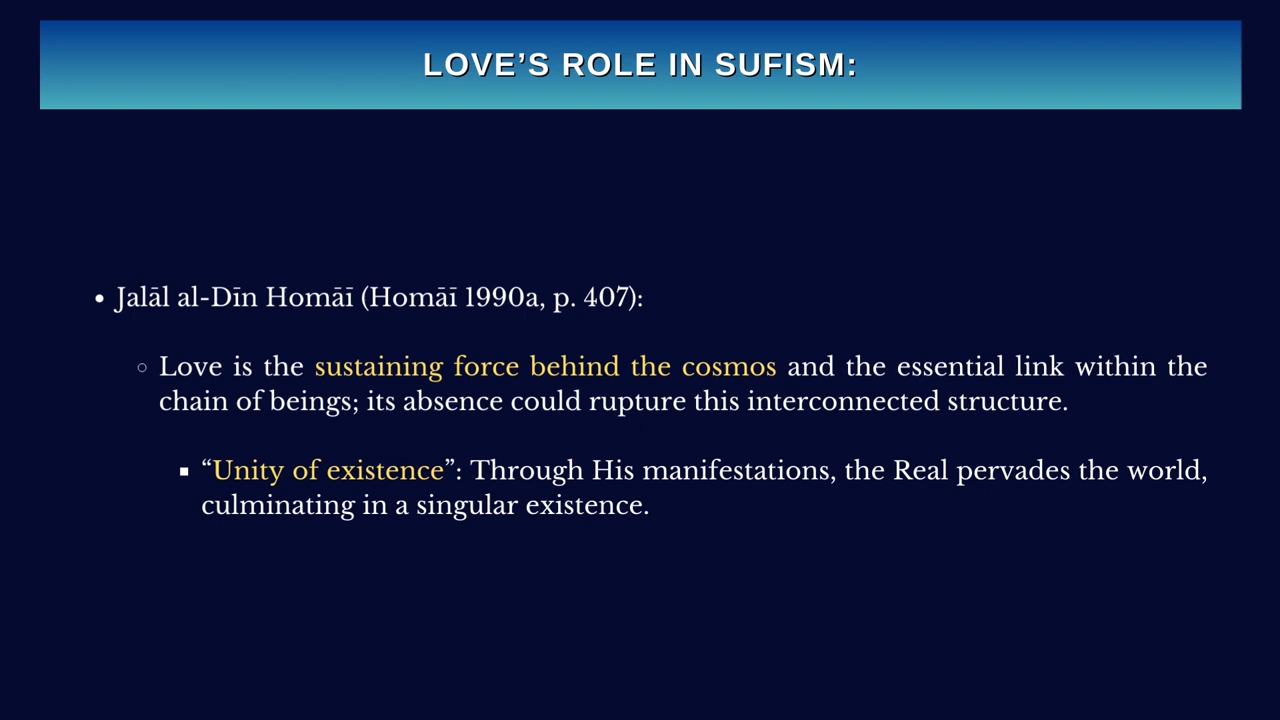 LOVE’S ROLE IN SUFISM:
• Jalāl al-Dīn Homāī (Homāī 1990a, p. 407):
○ Love is the sustaining force behind the cosmos and the essential link within the
chain of beings; its absence could rupture this interconnected structure.
▪ “Unity of existence”: Through His manifestations, the Real pervades the world,
culminating in a singular existence.